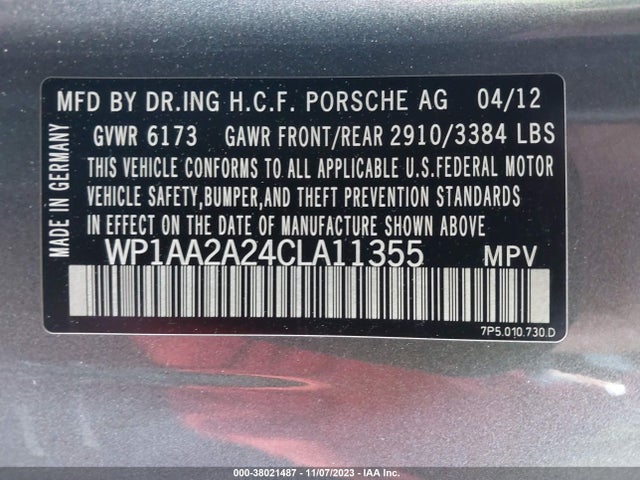 MFD BY DR.ING H.C.F. PORSCHE AG 04/12
GVWR 6173 GAWR FRONT/REAR 2910/3384 LBS
THIS VEHICLE CONFORMS TO ALL APPLICABLE U.S.FEDERAL MOTOR
VEHICLE SAFETY,BUMPER,AND THEFT PREVENTION STANDARDS
IN EFFECT ON THE DATE OF MANUFACTURE SHOWN ABOVE
WP1AA2A24CLA11355 MPV
MADE IN GERMANY
7P5.010.730.D
000-38021487 - 11/07/2023 - IAA Inc.